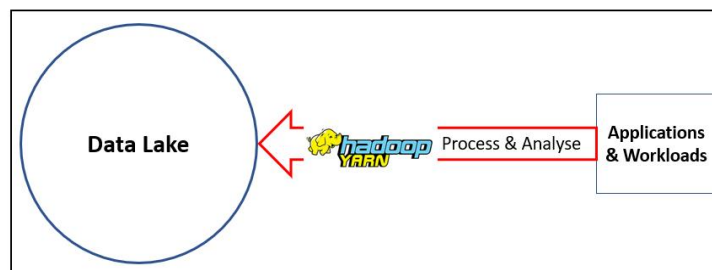 Data Lake
hadoop
YARN
Process & Analyse
Applications
& Workloads